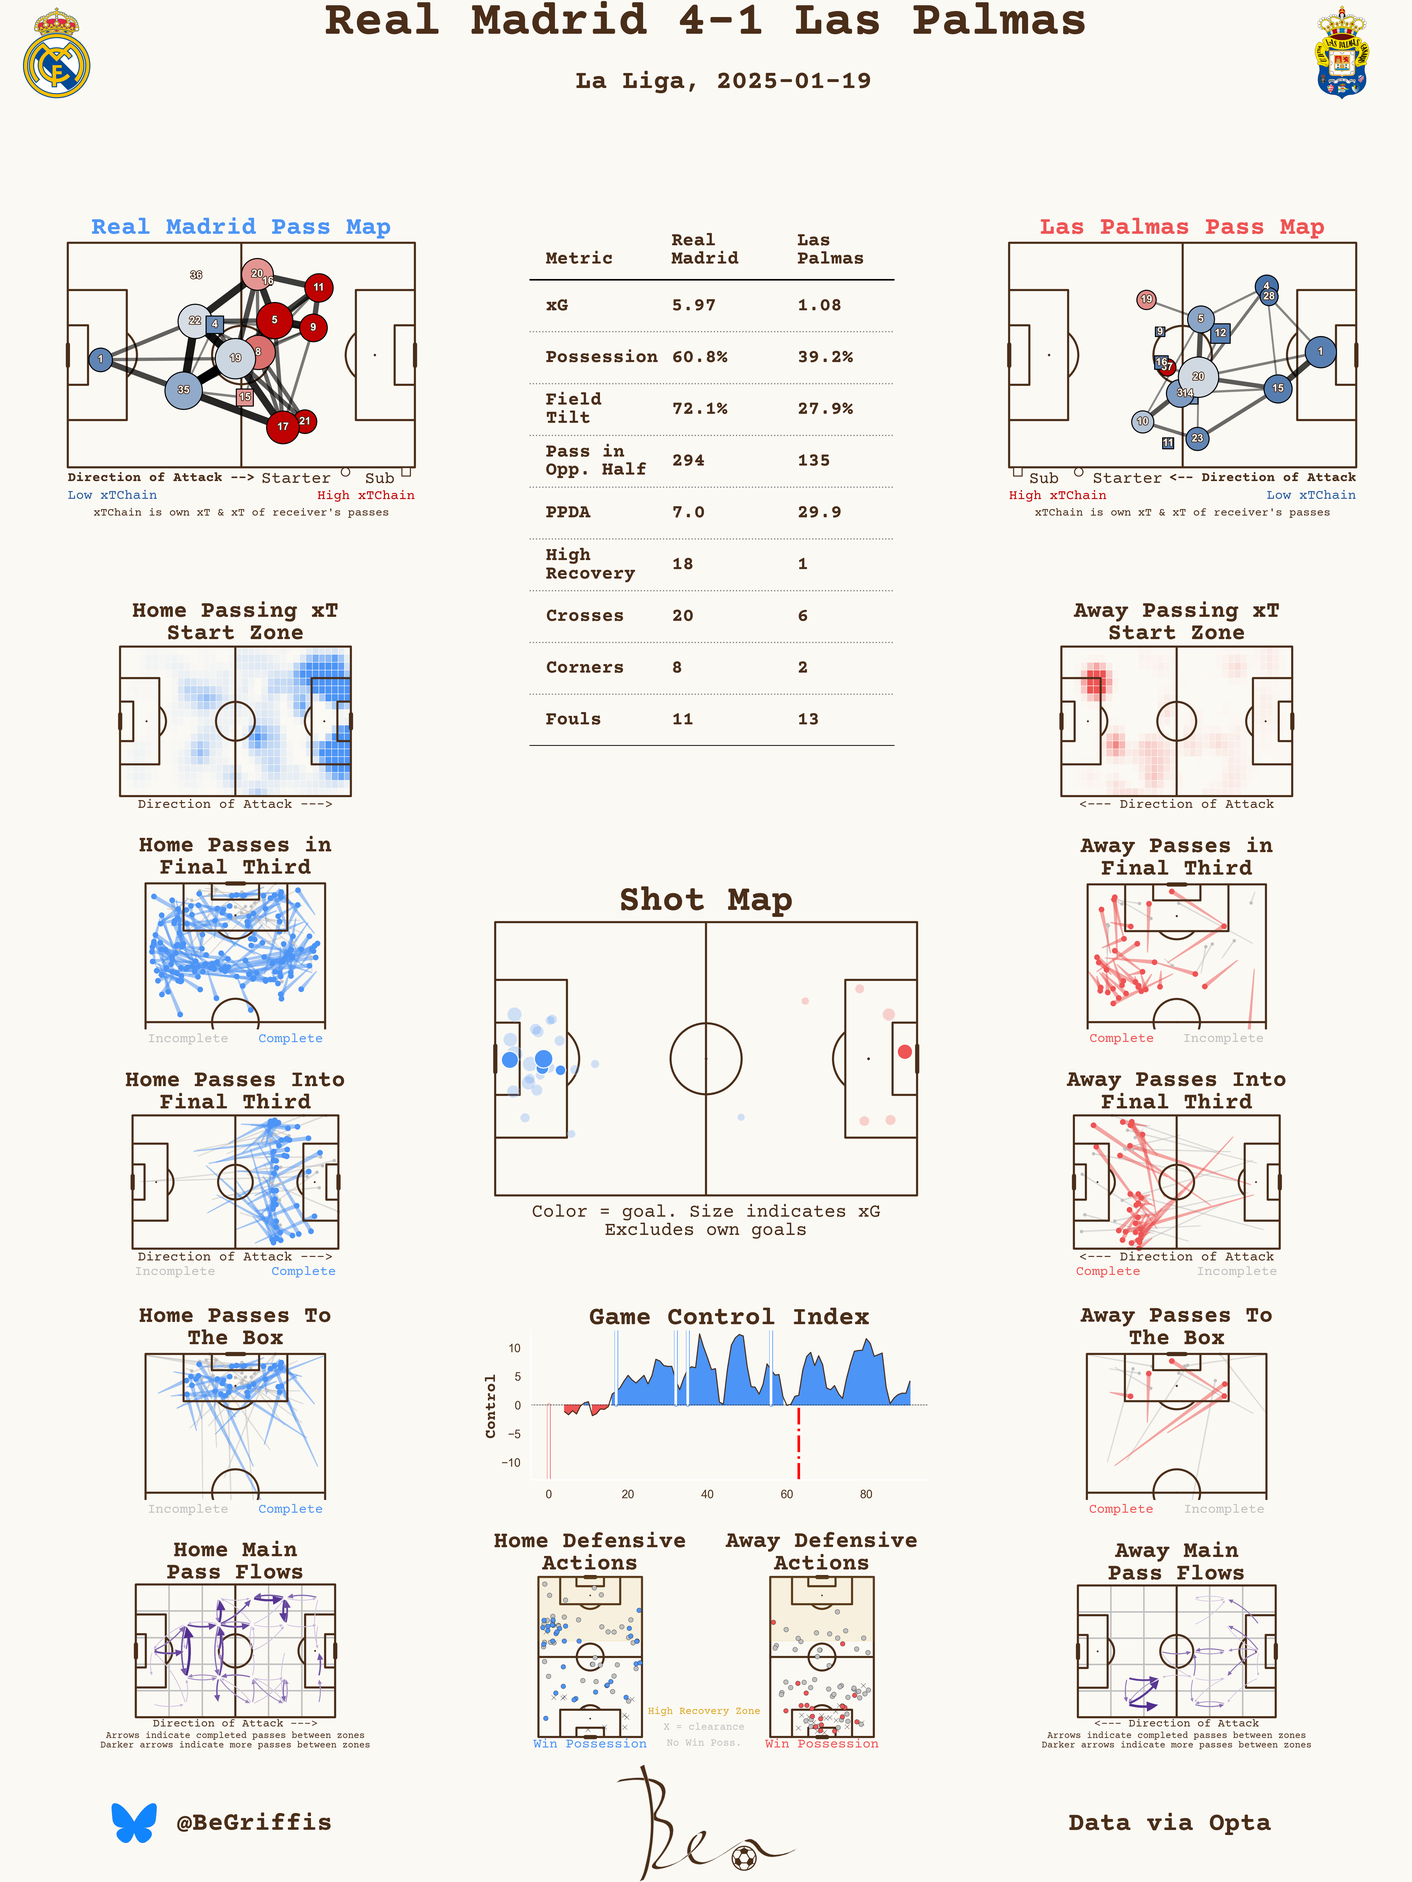 Real Madrid 4-1 Las Palmas
La Liga, 2025-01-19
Real Madrid Pass Map
36
20
16
11
22
4
5
9
1
19
8
35
15
17
21
Direction of Attack --> Starter Sub
Low xTChain High xTChain
xTChain is own xT & xT of receiver's passes
Metric Real Madrid Las Palmas
xG 5.97 1.08
Possession 60.8% 39.2%
Field Tilt 72.1% 27.9%
Pass in Opp. Half 294 135
PPDA 7.0 29.9
High Recovery 18 1
Crosses 20 6
Corners 8 2
Fouls 11 13
Las Palmas Pass Map
4
28
19
5
9
12
1
16
37
20
15
3
14
10
23
11
Sub Starter <-- Direction of Attack
High xTChain Low xTChain
xTChain is own xT & xT of receiver's passes
Home Passing xT
Start Zone
Direction of Attack --->
Away Passing xT
Start Zone
<--- Direction of Attack
Home Passes in
Final Third
Incomplete Complete
Away Passes in
Final Third
Complete Incomplete
Shot Map
Color = goal. Size indicates xG
Excludes own goals
Home Passes Into
Final Third
Direction of Attack --->
Incomplete Complete
Away Passes Into
Final Third
<--- Direction of Attack
Complete Incomplete
Home Passes To
The Box
Incomplete Complete
Game Control Index
Control
10
5
0
−5
−10
0 20 40 60 80
Away Passes To
The Box
Complete Incomplete
Home Main
Pass Flows
Direction of Attack --->
Arrows indicate completed passes between zones
Darker arrows indicate more passes between zones
Home Defensive
Actions
Win Possession
High Recovery Zone
X = clearance
No Win Poss.
Away Defensive
Actions
Win Possession
Away Main
Pass Flows
<--- Direction of Attack
Arrows indicate completed passes between zones
Darker arrows indicate more passes between zones
@BeGriffis
Ben
Data via Opta